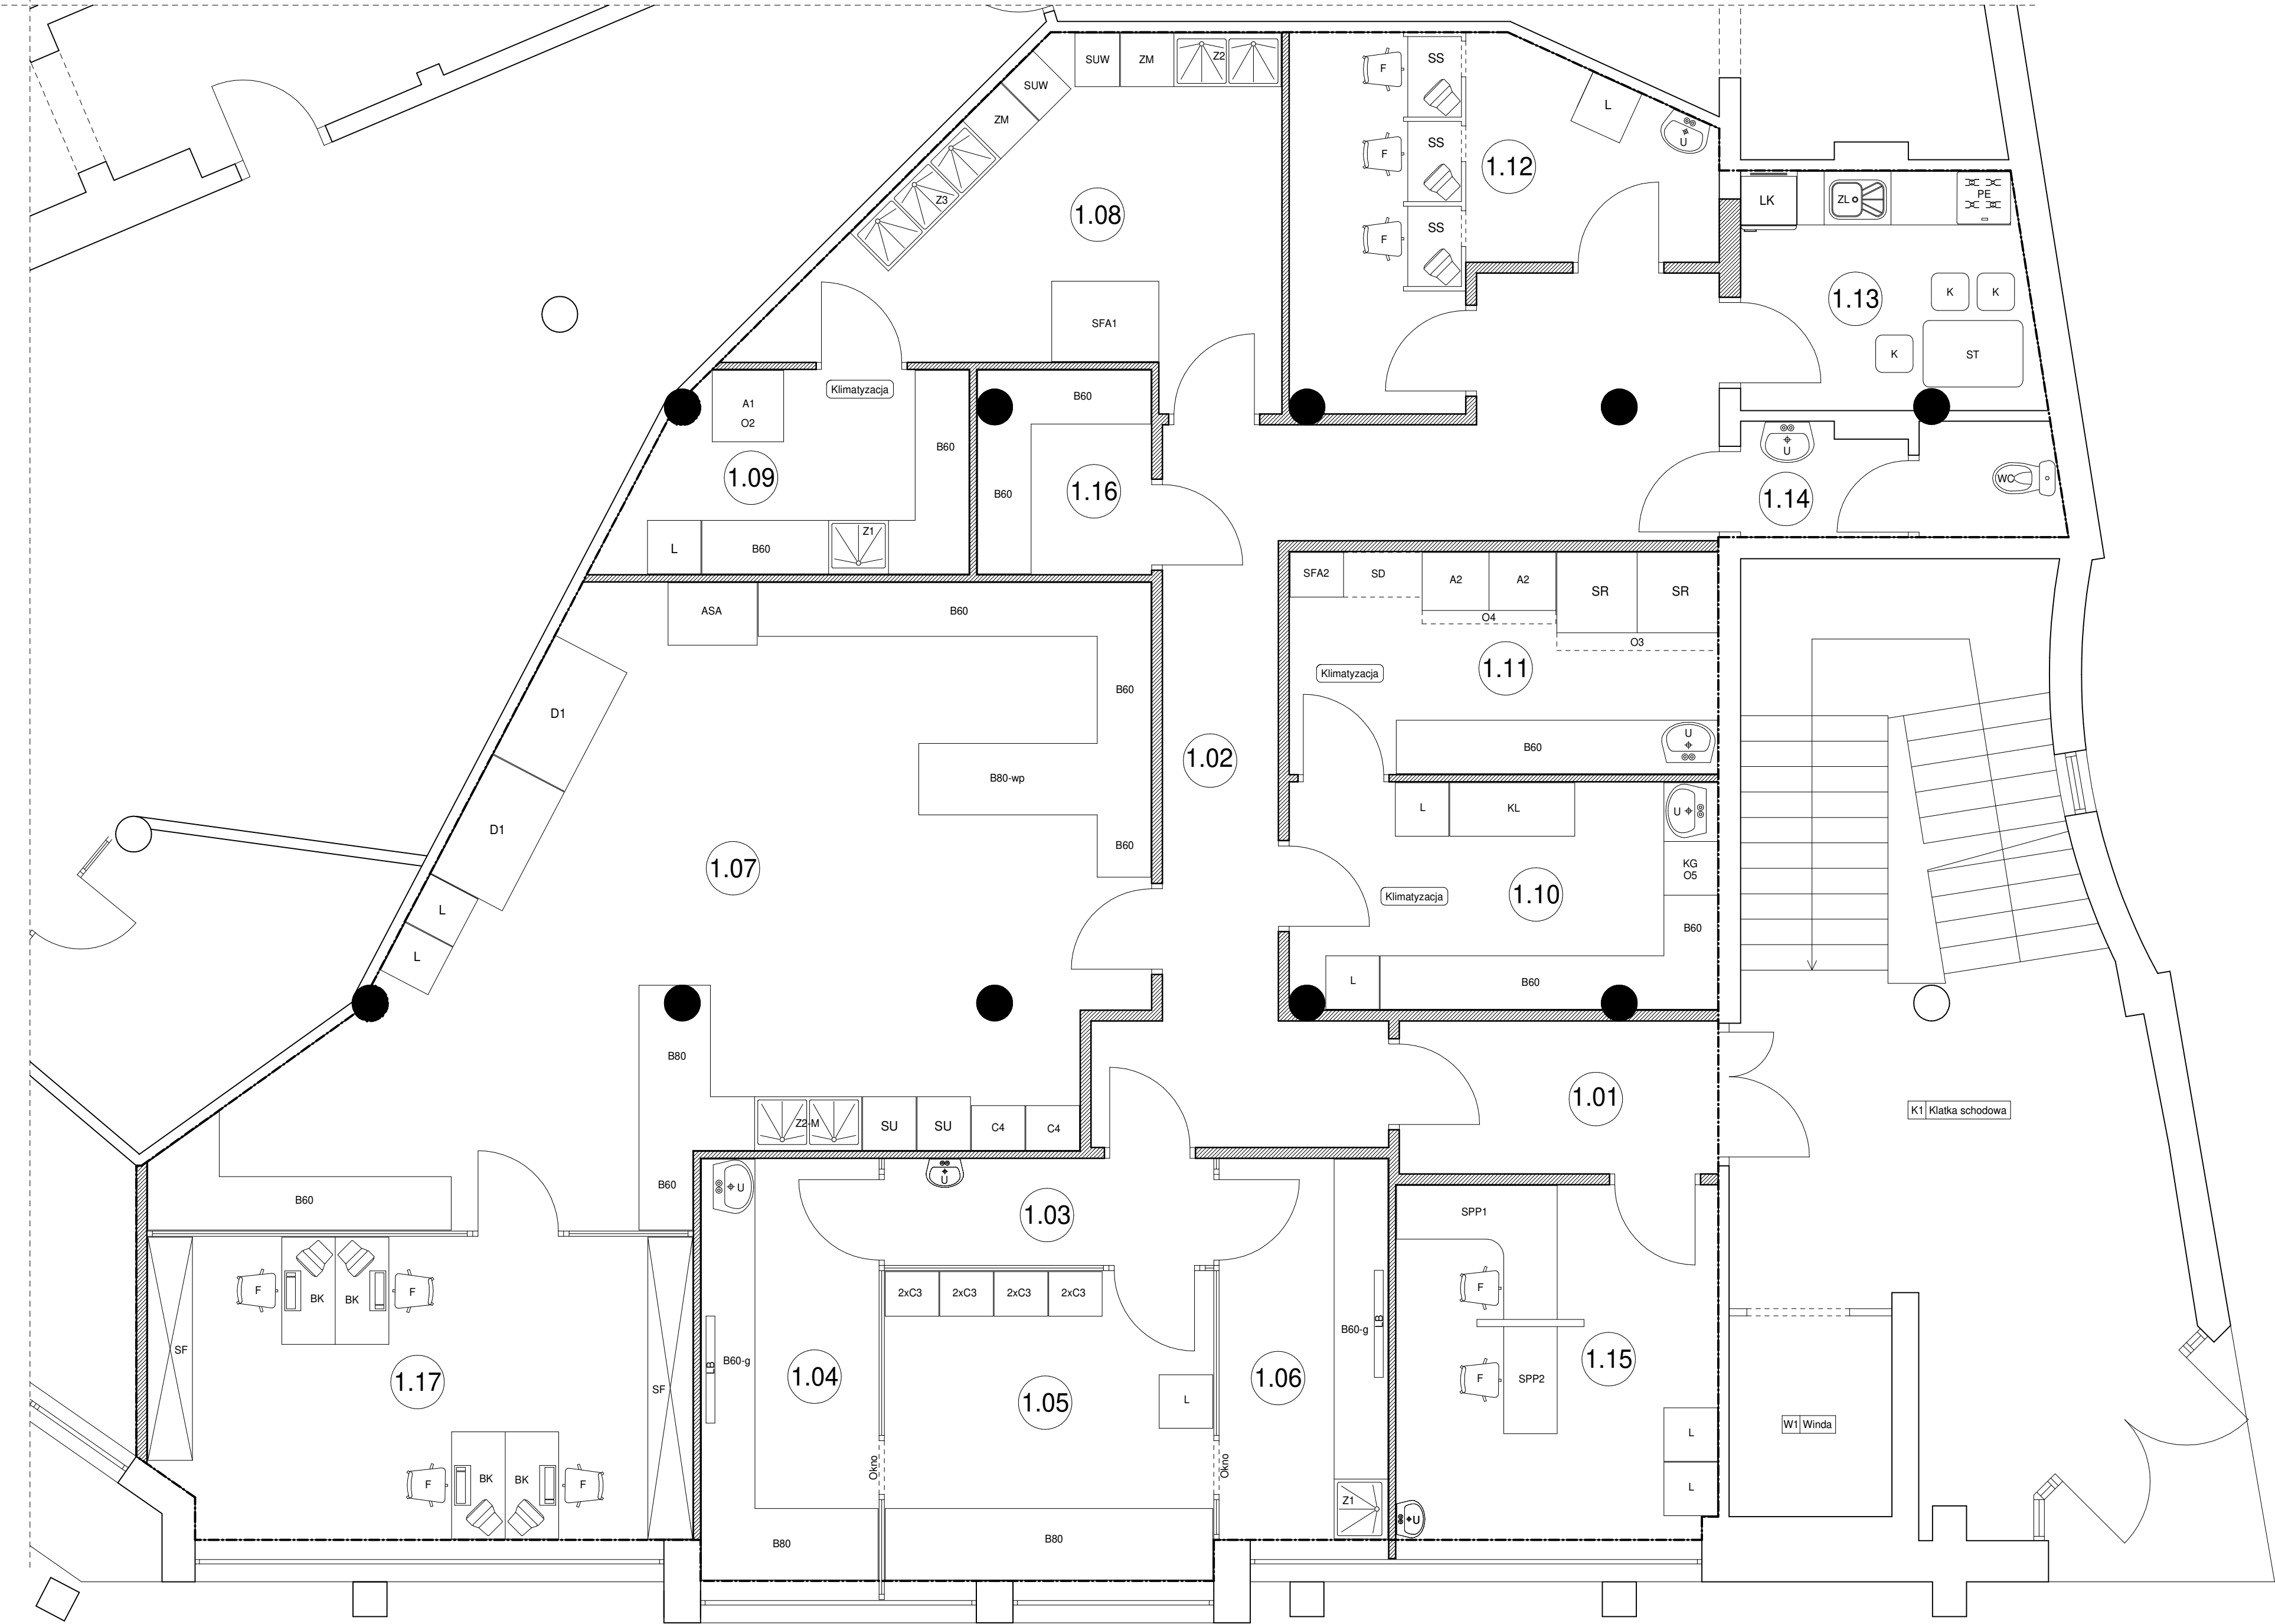 SUW
ZM
Z2
SUW
ZM
Z3
1.08
SFA1
F
SS
F
SS
F
SS
1.12
L
U
LK
ZL
PE
1.13
K
K
K
ST
Klimatyzacja
A1
O2
B60
1.09
L
B60
Z1
B60
B60
1.16
U
1.14
WC
ASA
B60
B60
B80-wp
B60
D1
D1
L
L
1.07
1.02
SFA2
SD
A2
A2
O4
SR
SR
O3
Klimatyzacja
1.11
B60
U
L
KL
U
KG
O5
Klimatyzacja
1.10
B60
L
B60
B80
Z2-M
SU
SU
C4
C4
B60
B60
1.01
K1 Klatka schodowa
U
U
1.03
2xC3
2xC3
2xC3
2xC3
SPP1
F
F
SPP2
1.15
L
L
U
W1 Winda
F
BK
BK
F
SF
SF
1.17
F
BK
BK
F
LB
B60-g
1.04
1.05
L
1.06
B60-g
LB
Okno
Okno
Z1
B80
B80